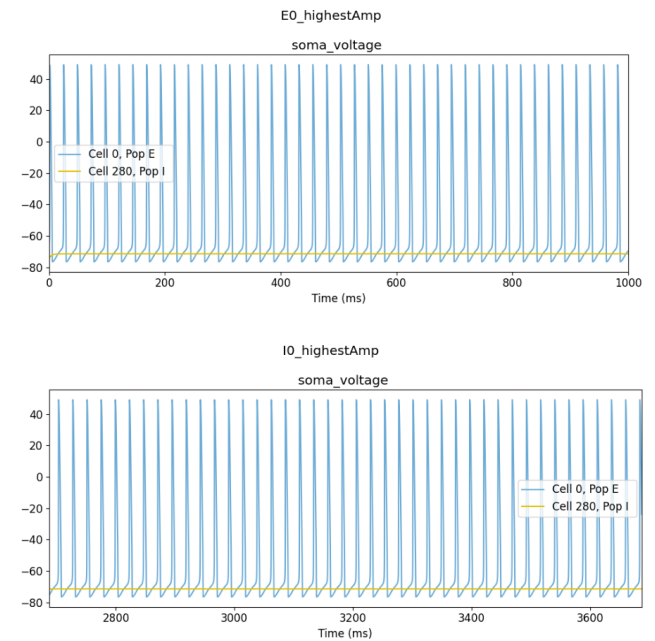 E0_highestAmp
soma_voltage
40
20
0
−20
−40
−60
−80
Cell 0, Pop E
Cell 280, Pop I
0 200 400 600 800 1000
Time (ms)
I0_highestAmp
soma_voltage
40
20
0
−20
−40
−60
−80
Cell 0, Pop E
Cell 280, Pop I
2800 3000 3200 3400 3600
Time (ms)